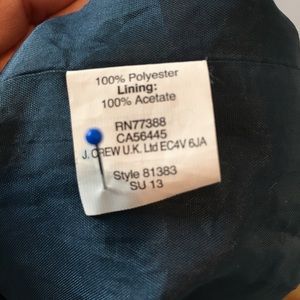 100% Polyester
Lining:
100% Acetate
RN77388
CA56445
J. CREW U.K. Ltd EC4V 6JA
Style 81383
SU 13